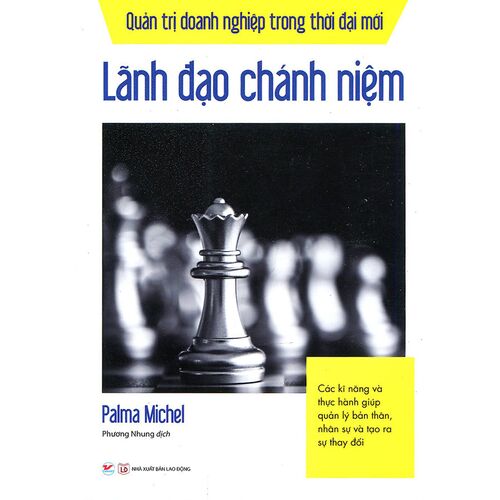 Quản trị doanh nghiệp trong thời đại mới
Lãnh đạo chánh niệm
Các kĩ năng và
thực hành giúp
quản lý bản thân,
nhân sự và tạo ra
sự thay đổi
Palma Michel
Phương Nhung dịch
NHÀ XUẤT BẢN LAO ĐỘNG